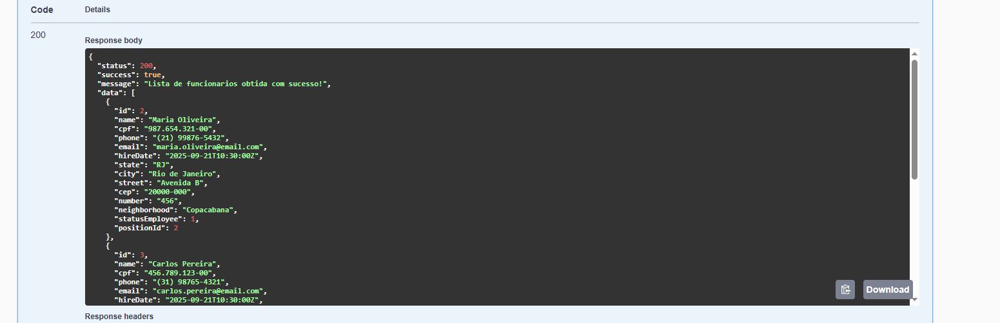 Code Details
200
Response body
{
"status": 200,
"success": true,
"message": "Lista de funcionarios obtida com sucesso!",
"data": [
{
"id": 2,
"name": "Maria Oliveira",
"cpf": "987.654.321-00",
"phone": "(21) 99876-5432",
"email": "maria.oliveira@email.com",
"hireDate": "2025-09-21T10:30:00Z",
"state": "RJ",
"city": "Rio de Janeiro",
"street": "Avenida B",
"cep": "20000-000",
"number": "456",
"neighborhood": "Copacabana",
"statusEmployee": 1,
"positionId": 2
},
{
"id": 3,
"name": "Carlos Pereira",
"cpf": "456.789.123-00",
"phone": "(31) 98765-4321",
"email": "carlos.pereira@email.com",
"hireDate": "2025-09-21T10:30:00Z",
Download
Response headers